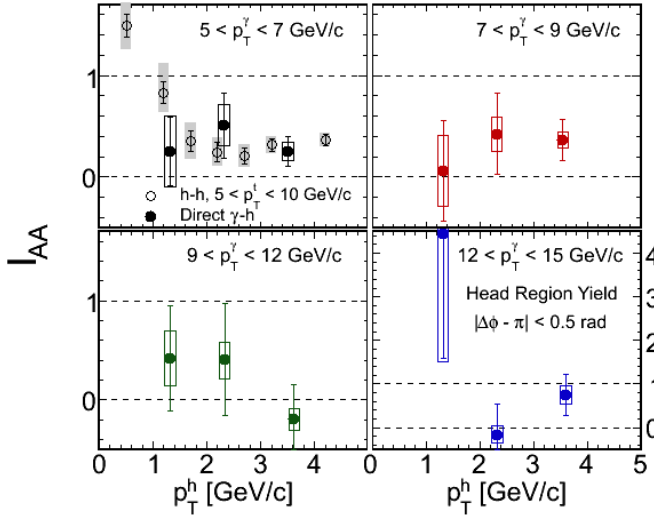 5 < p_T^γ < 7 GeV/c
7 < p_T^γ < 9 GeV/c
1
0
h-h, 5 < p_T^t < 10 GeV/c
Direct γ-h
I_AA
9 < p_T^γ < 12 GeV/c
12 < p_T^γ < 15 GeV/c
Head Region Yield
|Δϕ - π| < 0.5 rad
1
0
4
3
2
1
0
0 1 2 3 4
0 1 2 3 4 5
p_T^h [GeV/c]
p_T^h [GeV/c]